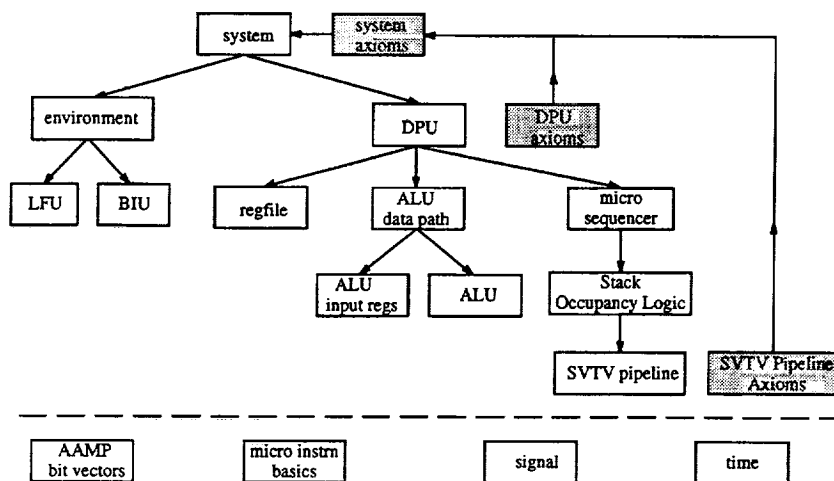 system
system
axioms
environment
DPU
DPU
axioms
LFU
BIU
regfile
ALU
data path
micro
sequencer
ALU
input regs
ALU
Stack
Occupancy Logic
SVTV pipeline
SVTV Pipeline
Axioms
AAMP
bit vectors
micro instrn
basics
signal
time